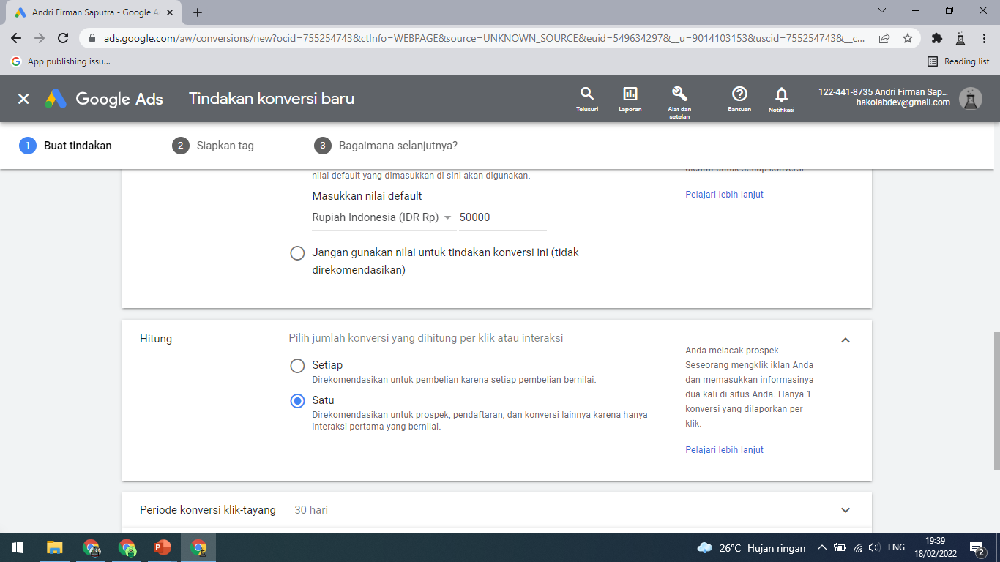 Andri Firman Saputra - Google A
ads.google.com/aw/conversions/new?ocid=755254743&ctInfo=WEBPAGE&source=UNKNOWN_SOURCE&euid=549634297&__u=9014103153&uscid=755254743&__c...
App publishing issu...
Reading list
Google Ads
Tindakan konversi baru
Telusuri
Laporan
Alat dan setelan
Bantuan
Notifikasi
122-441-8735 Andri Firman Sap...
hakolabdev@gmail.com
1 Buat tindakan
2 Siapkan tag
3 Bagaimana selanjutnya?
nilai default yang dimasukkan di sini akan digunakan.
Masukkan nilai default
Rupiah Indonesia (IDR Rp) 50000
Jangan gunakan nilai untuk tindakan konversi ini (tidak
direkomendasikan)
dicatat untuk setiap konversi.
Pelajari lebih lanjut
Hitung
Pilih jumlah konversi yang dihitung per klik atau interaksi
Setiap
Direkomendasikan untuk pembelian karena setiap pembelian bernilai.
Satu
Direkomendasikan untuk prospek, pendaftaran, dan konversi lainnya karena hanya
interaksi pertama yang bernilai.
Anda melacak prospek.
Seseorang mengklik iklan Anda
dan memasukkan informasinya
dua kali di situs Anda. Hanya 1
konversi yang dilaporkan per
klik.
Pelajari lebih lanjut
Periode konversi klik-tayang 30 hari
26°C Hujan ringan
ENG
19:39
18/02/2022
2